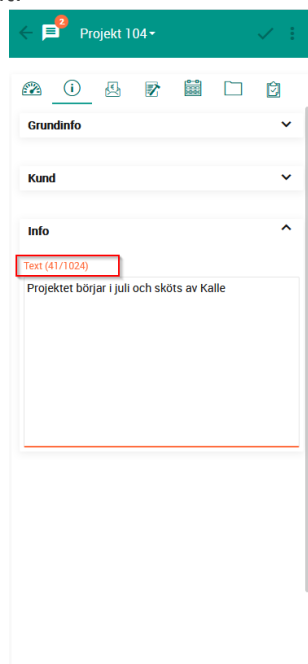 2
Projekt 104
Grundinfo
Kund
Info
Text (41/1024)
Projektet börjar i juli och sköts av Kalle